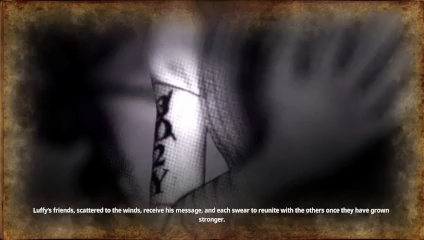 3D2Y
Luffy's friends, scattered to the winds, receive his message, and each swear to reunite with the others once they have grown
stronger.